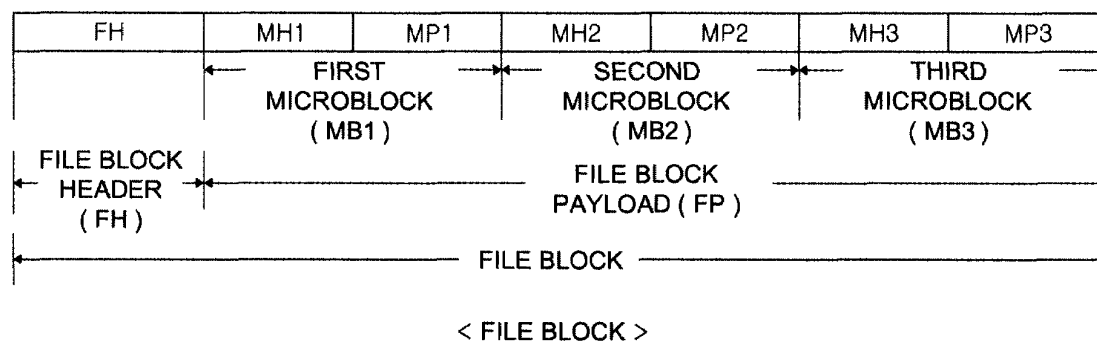 FH MH1 MP1 MH2 MP2 MH3 MP3
FIRST MICROBLOCK ( MB1 )
SECOND MICROBLOCK ( MB2 )
THIRD MICROBLOCK ( MB3 )
FILE BLOCK HEADER ( FH )
FILE BLOCK PAYLOAD ( FP )
FILE BLOCK
< FILE BLOCK >